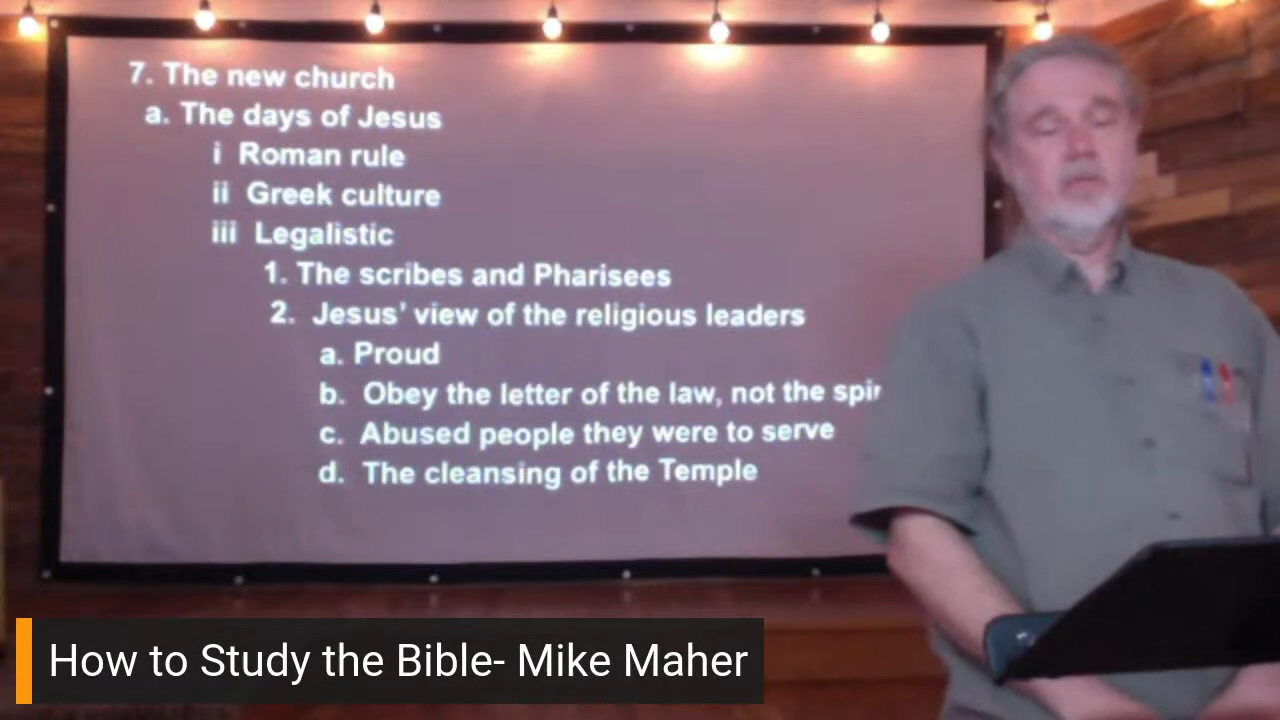 7. The new church
a. The days of Jesus
i Roman rule
ii Greek culture
iii Legalistic
1. The scribes and Pharisees
2. Jesus' view of the religious leaders
a. Proud
b. Obey the letter of the law, not the
c. Abused people they were to serve
d. The cleansing of the Temple
How to Study the Bible- Mike Maher